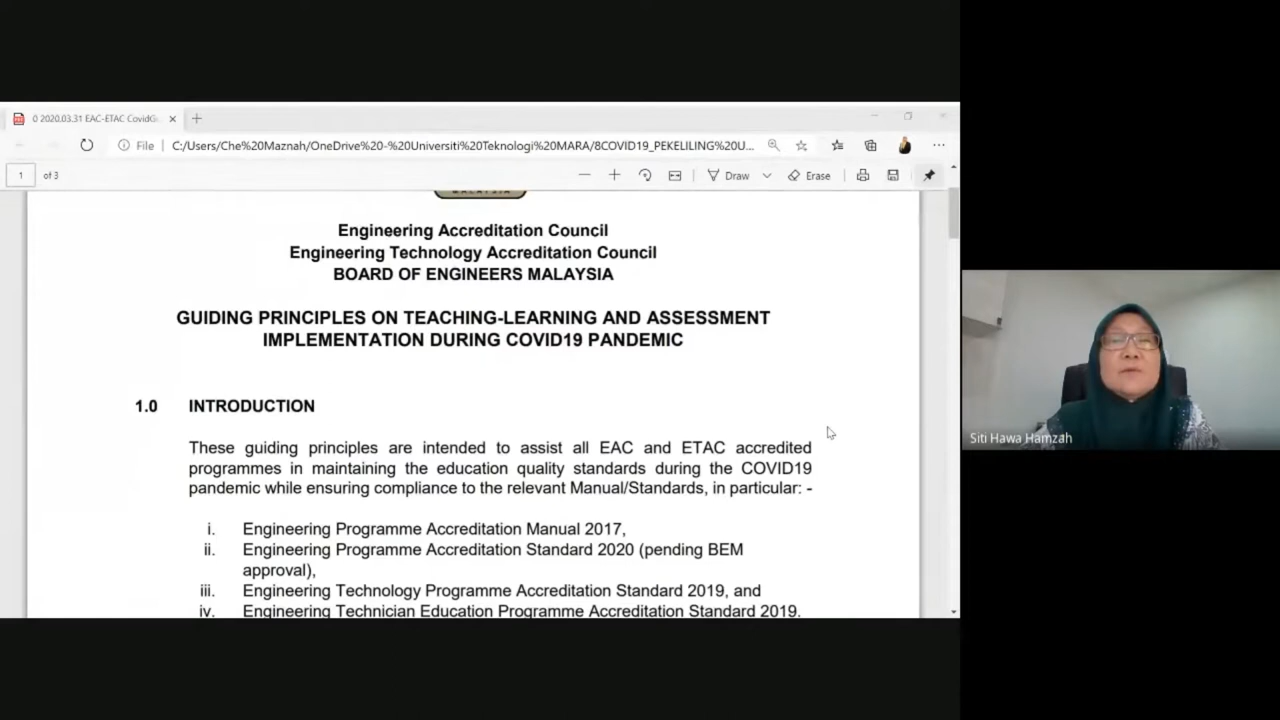 0 2020.03.31 EAC-ETAC CovidG
File C:/Users/Che%20Maznah/OneDrive%20-%20Universiti%20Teknologi%20MARA/8COVID19_PEKELILING%20U...
1 of 3 Draw Erase
MALAYSIA
Engineering Accreditation Council
Engineering Technology Accreditation Council
BOARD OF ENGINEERS MALAYSIA
GUIDING PRINCIPLES ON TEACHING-LEARNING AND ASSESSMENT
IMPLEMENTATION DURING COVID19 PANDEMIC
1.0 INTRODUCTION
These guiding principles are intended to assist all EAC and ETAC accredited
programmes in maintaining the education quality standards during the COVID19
pandemic while ensuring compliance to the relevant Manual/Standards, in particular: -
i. Engineering Programme Accreditation Manual 2017,
ii. Engineering Programme Accreditation Standard 2020 (pending BEM
approval),
iii. Engineering Technology Programme Accreditation Standard 2019, and
iv. Engineering Technician Education Programme Accreditation Standard 2019.
Siti Hawa Hamzah